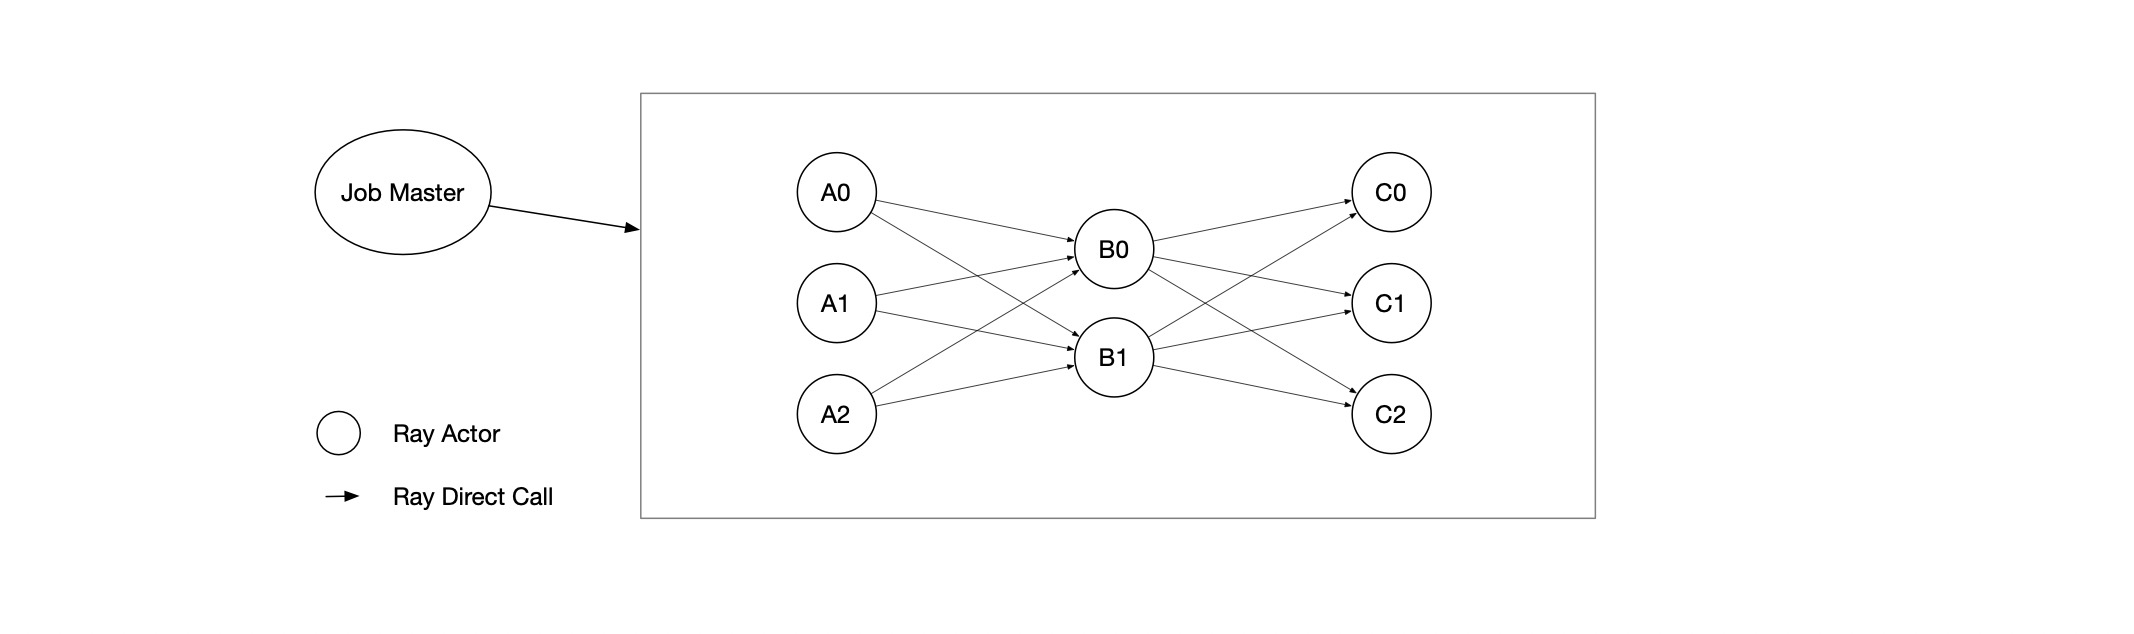 Job Master
A0
A1
A2
B0
B1
C0
C1
C2
Ray Actor
Ray Direct Call